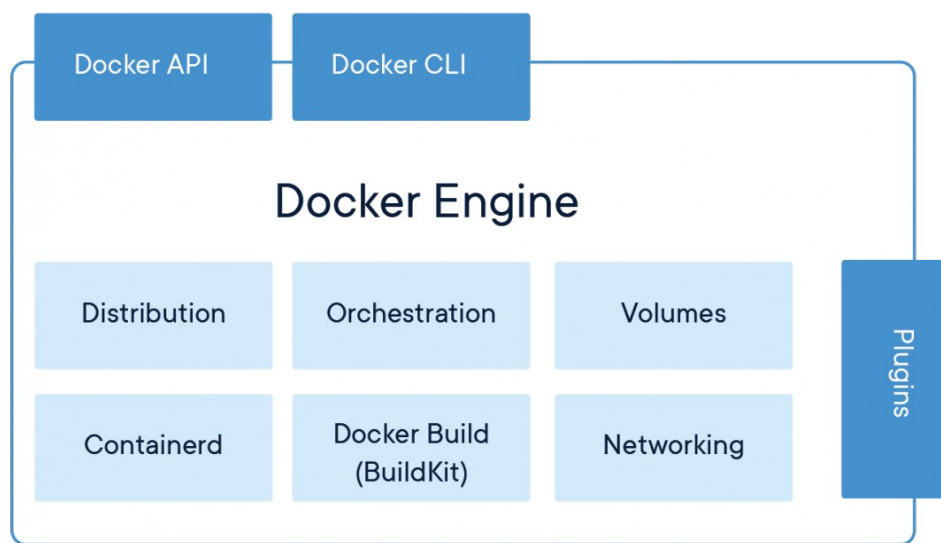 Docker API
Docker CLI
Docker Engine
Distribution
Orchestration
Volumes
Containerd
Docker Build
(BuildKit)
Networking
Plugins